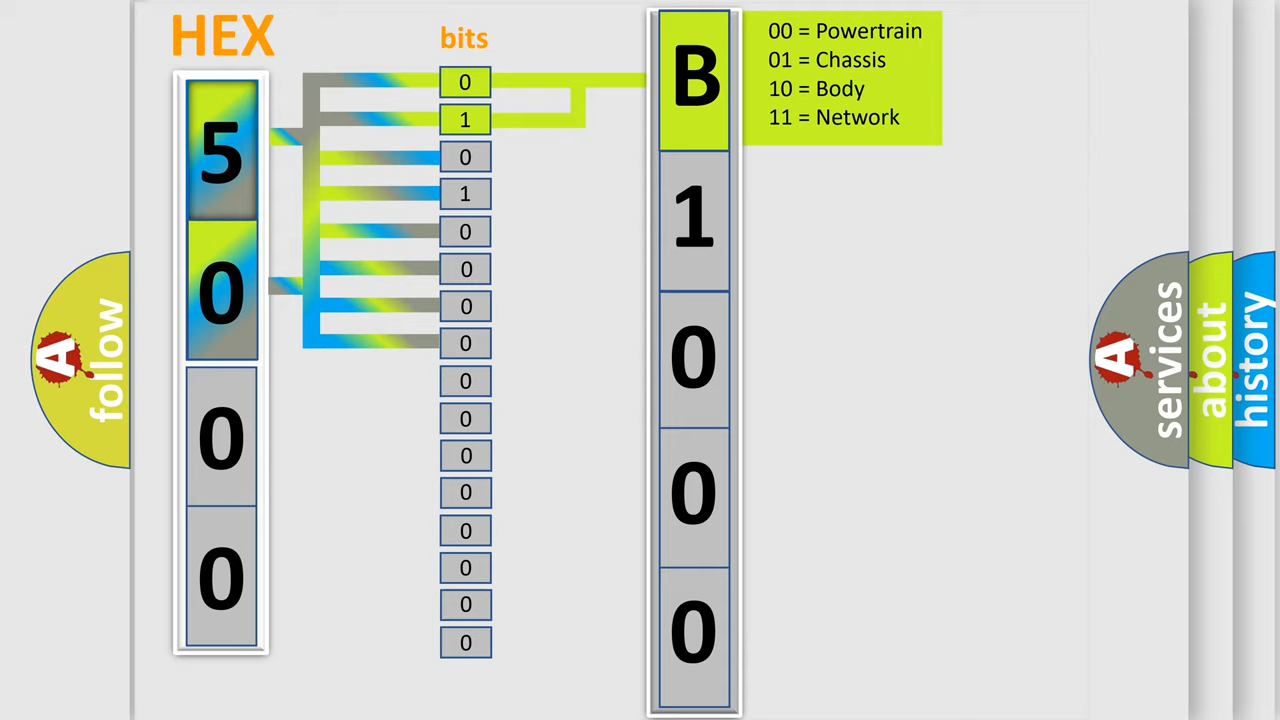 HEX
bits
5
0
0
0
0
1
0
1
0
0
0
0
0
0
0
0
0
0
0
0
B
1
0
0
0
00 = Powertrain
01 = Chassis
10 = Body
11 = Network
A
follow
A
services
about
history